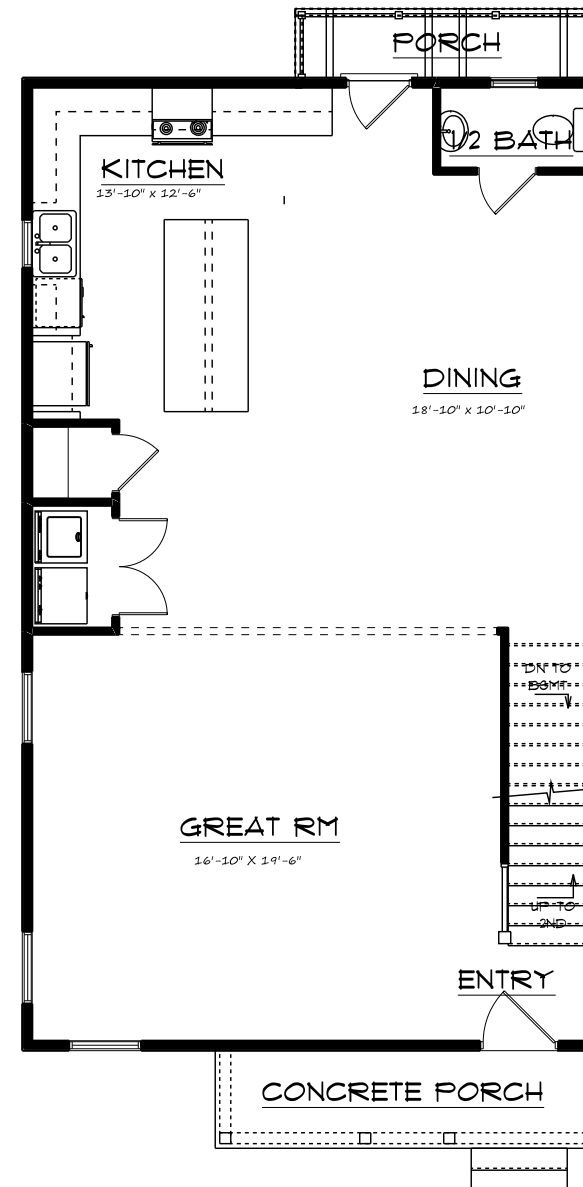 PORCH
1/2 BATH
KITCHEN
13'-10" x 12'-6"
DINING
18'-10" x 10'-10"
DN TO
BSMT
GREAT RM
16'-10" X 19'-6"
UP TO
2ND
ENTRY
CONCRETE PORCH